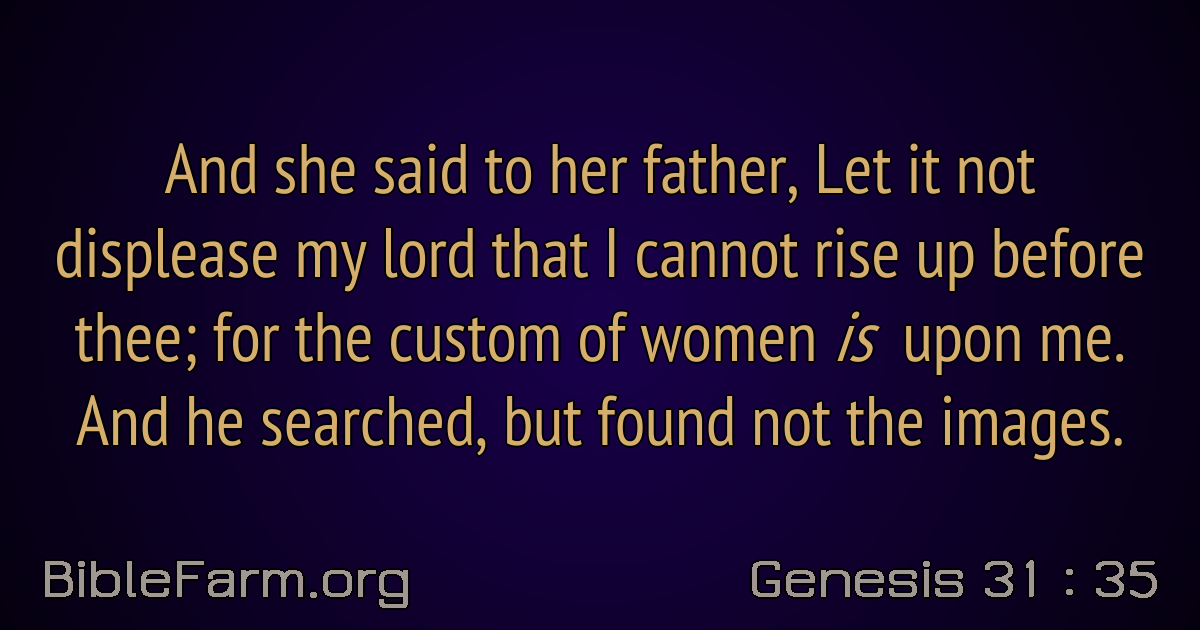 And she said to her father, Let it not
displease my lord that I cannot rise up before
thee; for the custom of women is upon me.
And he searched, but found not the images.
BibleFarm.org
Genesis 31 : 35